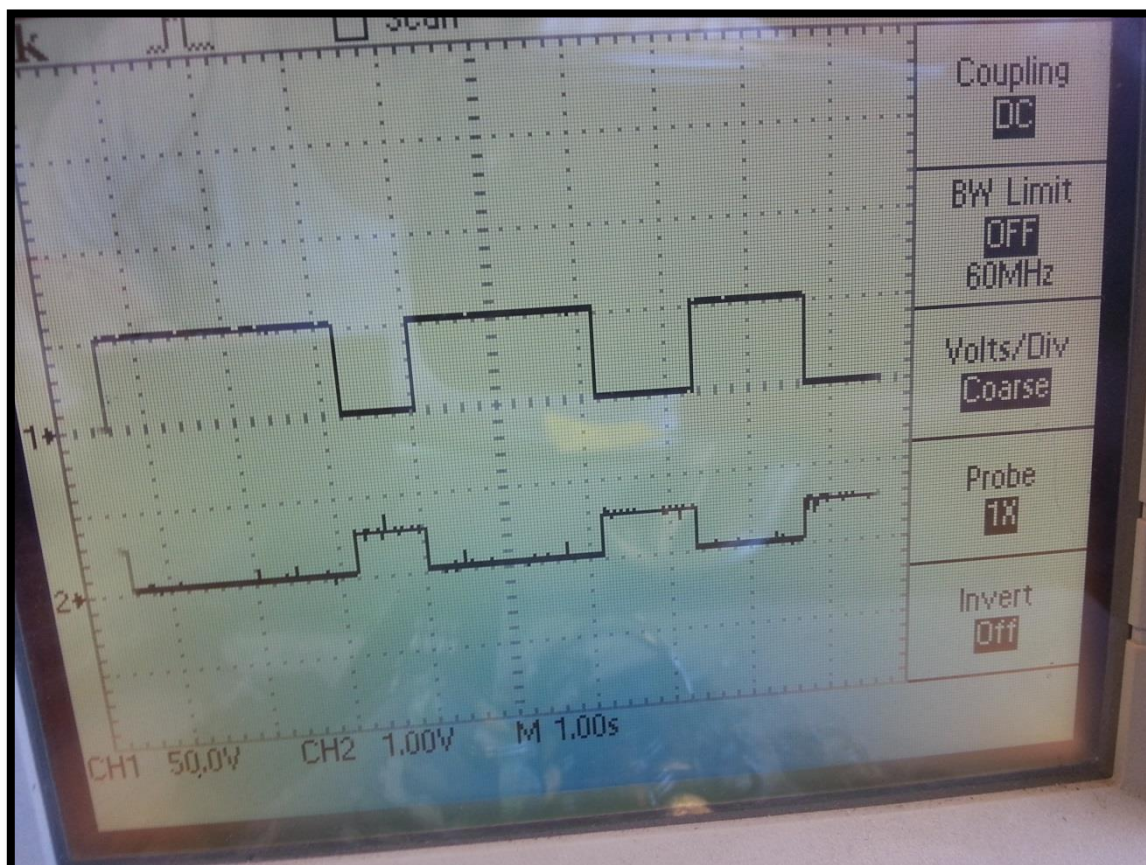 k
Scan
Coupling
DC
BW Limit
OFF
60MHz
Volts/Div
Coarse
Probe
1X
Invert
Off
1
2
CH1 50.0V CH2 1.00V M 1.00s